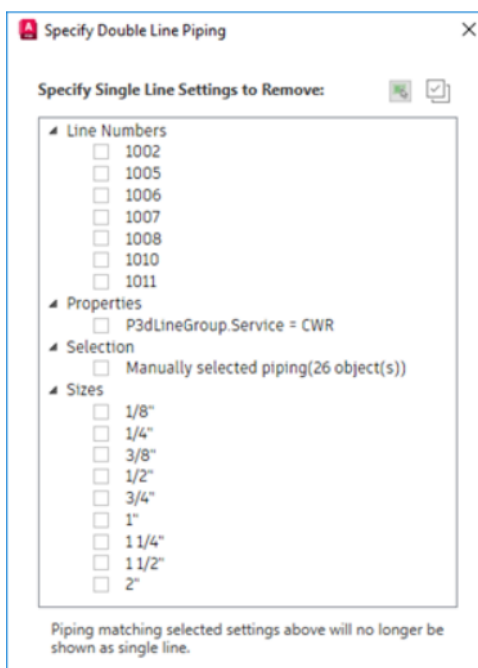 Specify Double Line Piping
Specify Single Line Settings to Remove:
Line Numbers
1002
1005
1006
1007
1008
1010
1011
Properties
P3dLineGroup.Service = CWR
Selection
Manually selected piping(26 object(s))
Sizes
1/8"
1/4"
3/8"
1/2"
3/4"
1"
1 1/4"
1 1/2"
2"
Piping matching selected settings above will no longer be
shown as single line.